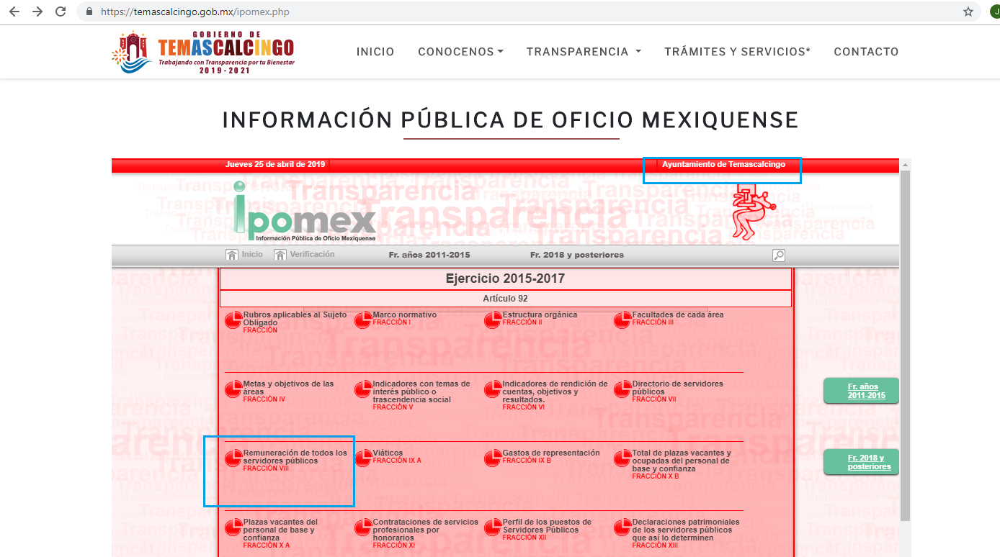 https://temascalcingo.gob.mx/ipomex.php
J
GOBIERNO DE
TEMASCALCINGO
Trabajando con Transparencia por tu Bienestar
2019-2021
INICIO CONOCENOS TRANSPARENCIA TRÁMITES Y SERVICIOS* CONTACTO
INFORMACIÓN PÚBLICA DE OFICIO MEXIQUENSE
Jueves 25 de abril de 2019 Ayuntamiento de Temascalcingo
ipomex
Información Pública de Oficio Mexiquense
Inicio Verificación Fr. años 2011-2015 Fr. 2018 y posteriores
Ejercicio 2015-2017
Artículo 92
Rubros aplicables al Sujeto
Obligado
FRACCIÓN
Marco normativo
FRACCIÓN I
Estructura orgánica
FRACCIÓN II
Facultades de cada área
FRACCIÓN III
Metas y objetivos de las
áreas
FRACCIÓN IV
Indicadores con temas de
interés público o
trascendencia social
FRACCIÓN V
Indicadores de rendición de
cuentas, objetivos y
resultados.
FRACCIÓN VI
Directorio de servidores
públicos
FRACCIÓN VII
Fr. años
2011-2015
Remuneración de todos los
servidores públicos
FRACCIÓN VIII
Viáticos
FRACCIÓN IX A
Gastos de representación
FRACCIÓN IX B
Total de plazas vacantes y
ocupadas del personal de
base y confianza
FRACCIÓN X B
Fr. 2018 y
posteriores
Plazas vacantes del
personal de base y
confianza
FRACCIÓN X A
Contrataciones de servicios
profesionales por
honorarios
FRACCIÓN XI
Perfil de los puestos de
Servidores Públicos
FRACCIÓN XII
Declaraciones patrimoniales
de los servidores públicos
que así lo determinen
FRACCIÓN XIII